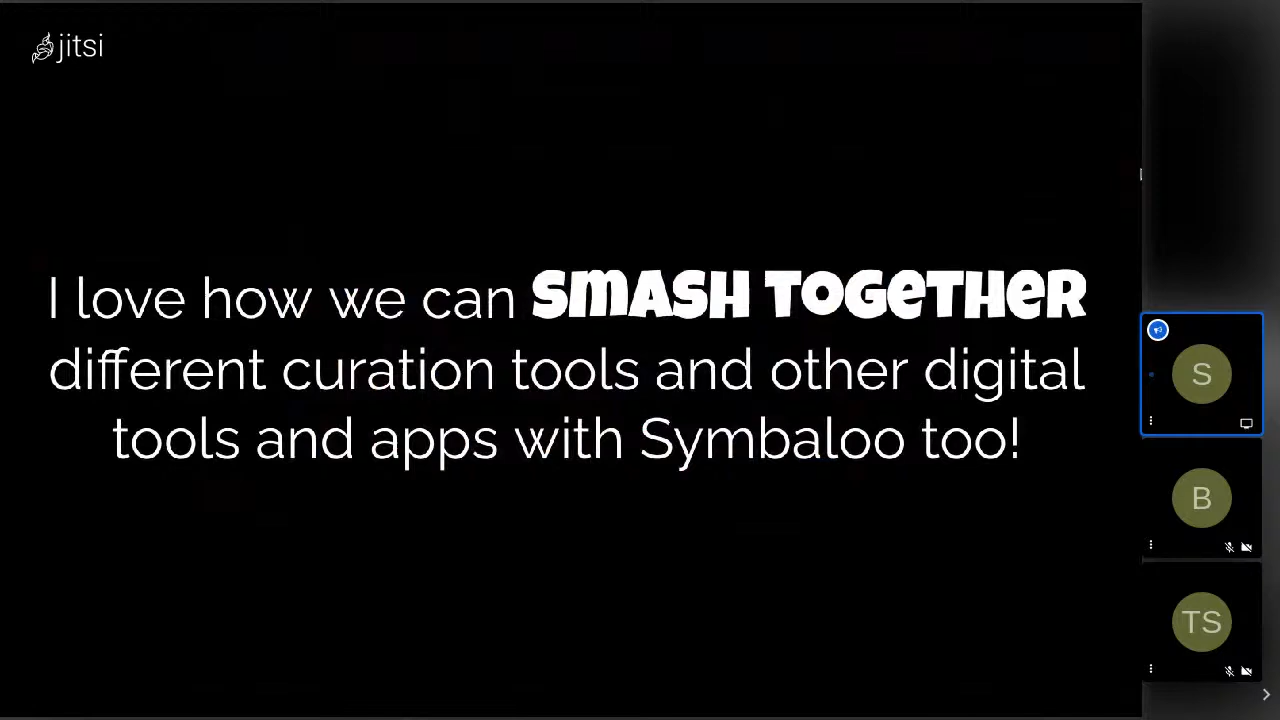 jitsi
I love how we can SMASH TOGETHER
different curation tools and other digital
tools and apps with Symbaloo too!
S
B
TS